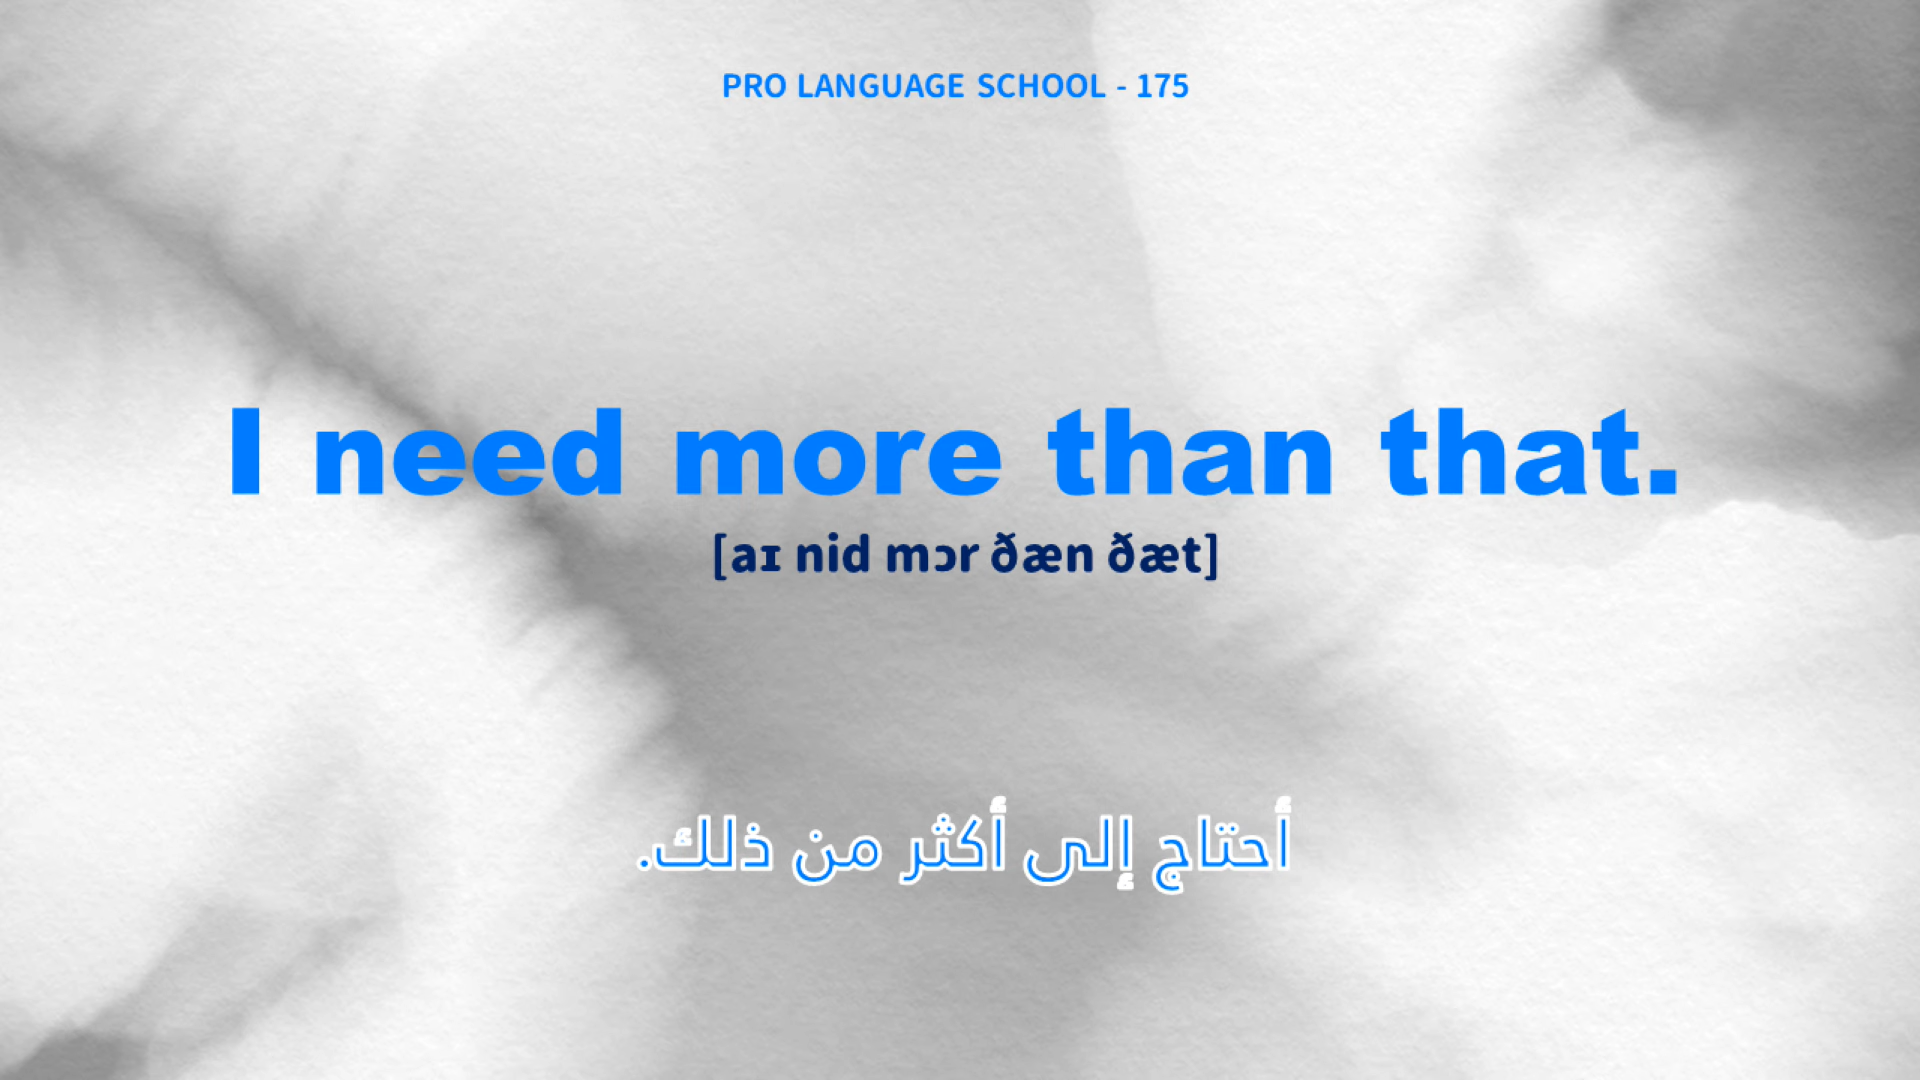 PRO LANGUAGE SCHOOL - 175
I need more than that.
[aɪ nid mɔr ðæn ðæt]
أحتاج إلى أكثر من ذلك.